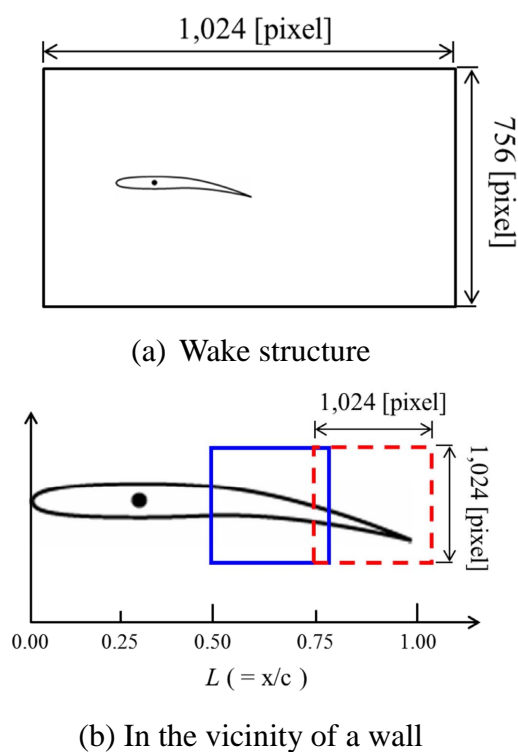 1,024 [pixel]
756 [pixel]
(a) Wake structure
1,024 [pixel]
1,024 [pixel]
0.00 0.25 0.50 0.75 1.00
L ( = x/c )
(b) In the vicinity of a wall